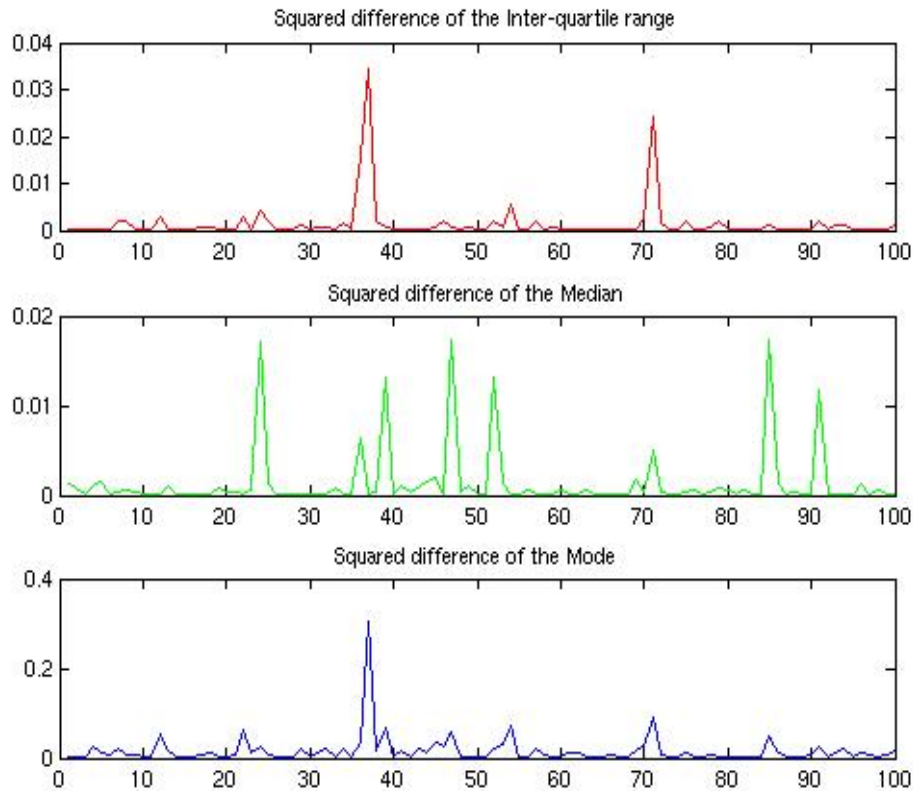 Squared difference of the Inter-quartile range
0.04
0.03
0.02
0.01
0
0 10 20 30 40 50 60 70 80 90 100
Squared difference of the Median
0.02
0.01
0
0 10 20 30 40 50 60 70 80 90 100
Squared difference of the Mode
0.4
0.2
0
0 10 20 30 40 50 60 70 80 90 100